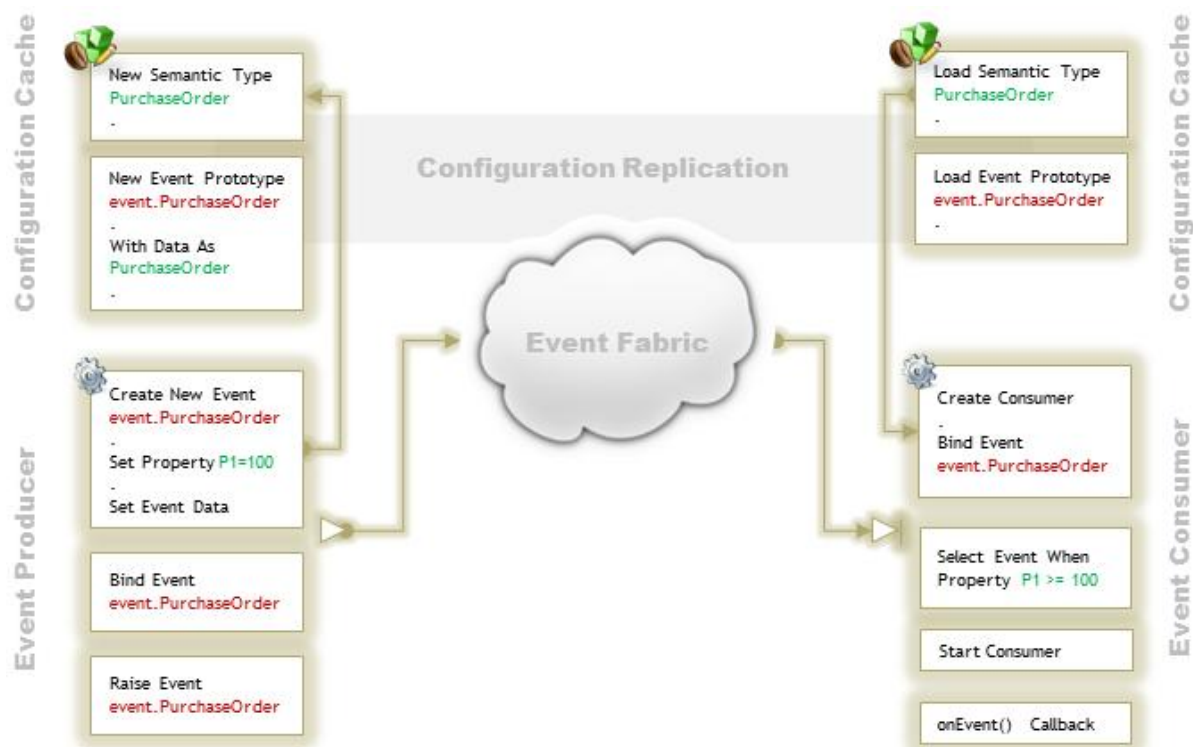 Configuration Cache
New Semantic Type
PurchaseOrder
.
New Event Prototype
event.PurchaseOrder
.
With Data As
PurchaseOrder
.
Event Producer
Create New Event
event.PurchaseOrder
.
Set Property P1=100
.
Set Event Data
Bind Event
event.PurchaseOrder
Raise Event
event.PurchaseOrder
Configuration Replication
Event Fabric
Configuration Cache
Load Semantic Type
PurchaseOrder
.
Load Event Prototype
event.PurchaseOrder
.
Event Consumer
Create Consumer
.
Bind Event
event.PurchaseOrder
Select Event When
Property P1 >= 100
Start Consumer
onEvent() Callback